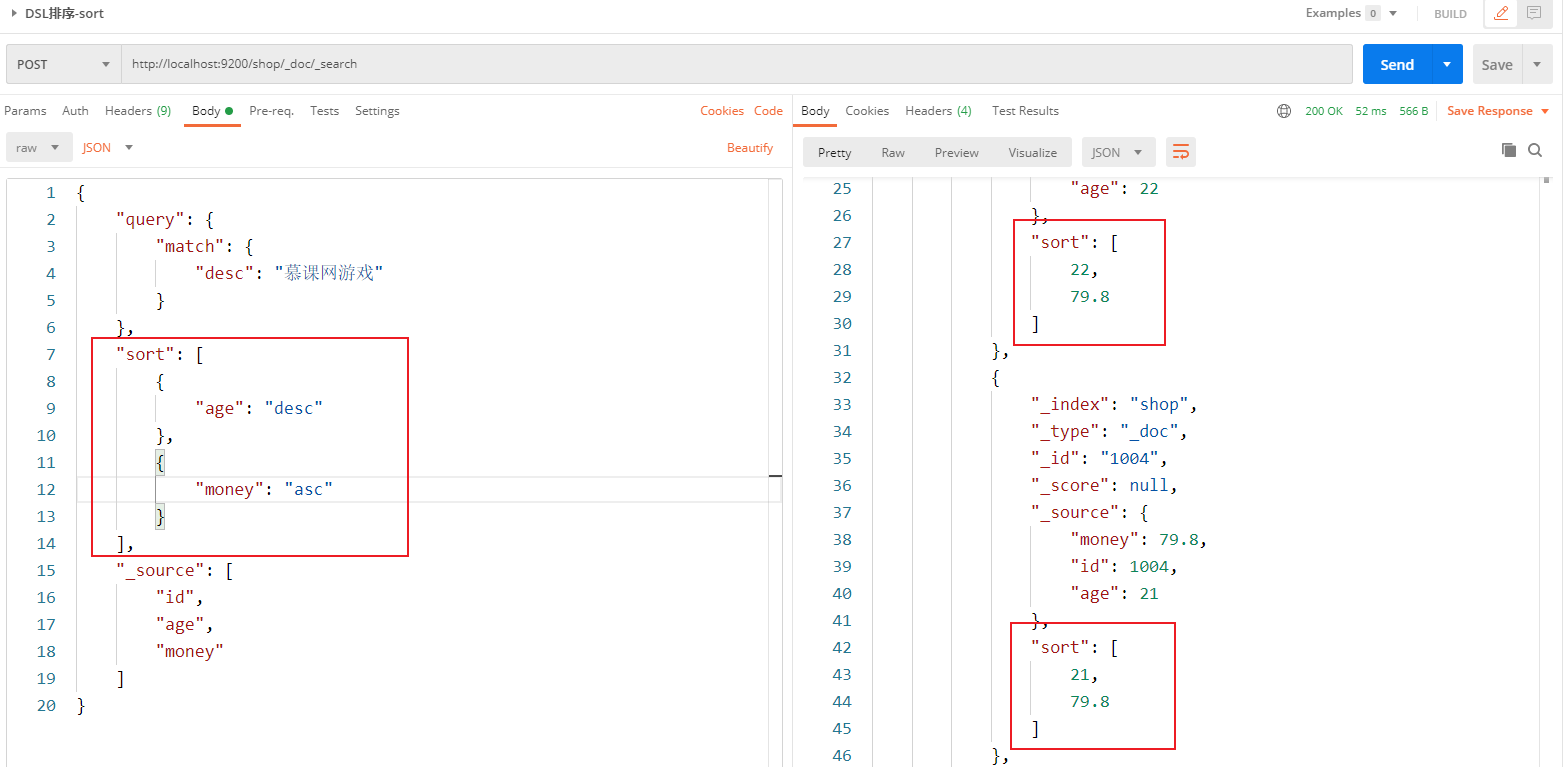 DSL排序-sort
Examples 0
BUILD
POST
http://localhost:9200/shop/_doc/_search
Send
Save
Params Auth Headers (9) Body Pre-req. Tests Settings
Cookies Code
raw JSON
Beautify
1 {
2 "query": {
3 "match": {
4 "desc": "慕课网游戏"
5 }
6 },
7 "sort": [
8 {
9 "age": "desc"
10 },
11 {
12 "money": "asc"
13 }
14 ],
15 "_source": [
16 "id",
17 "age",
18 "money"
19 ]
20 }
Body Cookies Headers (4) Test Results
200 OK 52 ms 566 B Save Response
Pretty Raw Preview Visualize JSON
25 "age": 22
26 },
27 "sort": [
28 22,
29 79.8
30 ]
31 },
32 {
33 "_index": "shop",
34 "_type": "_doc",
35 "_id": "1004",
36 "_score": null,
37 "_source": {
38 "money": 79.8,
39 "id": 1004,
40 "age": 21
41 },
42 "sort": [
43 21,
44 79.8
45 ]
46 },